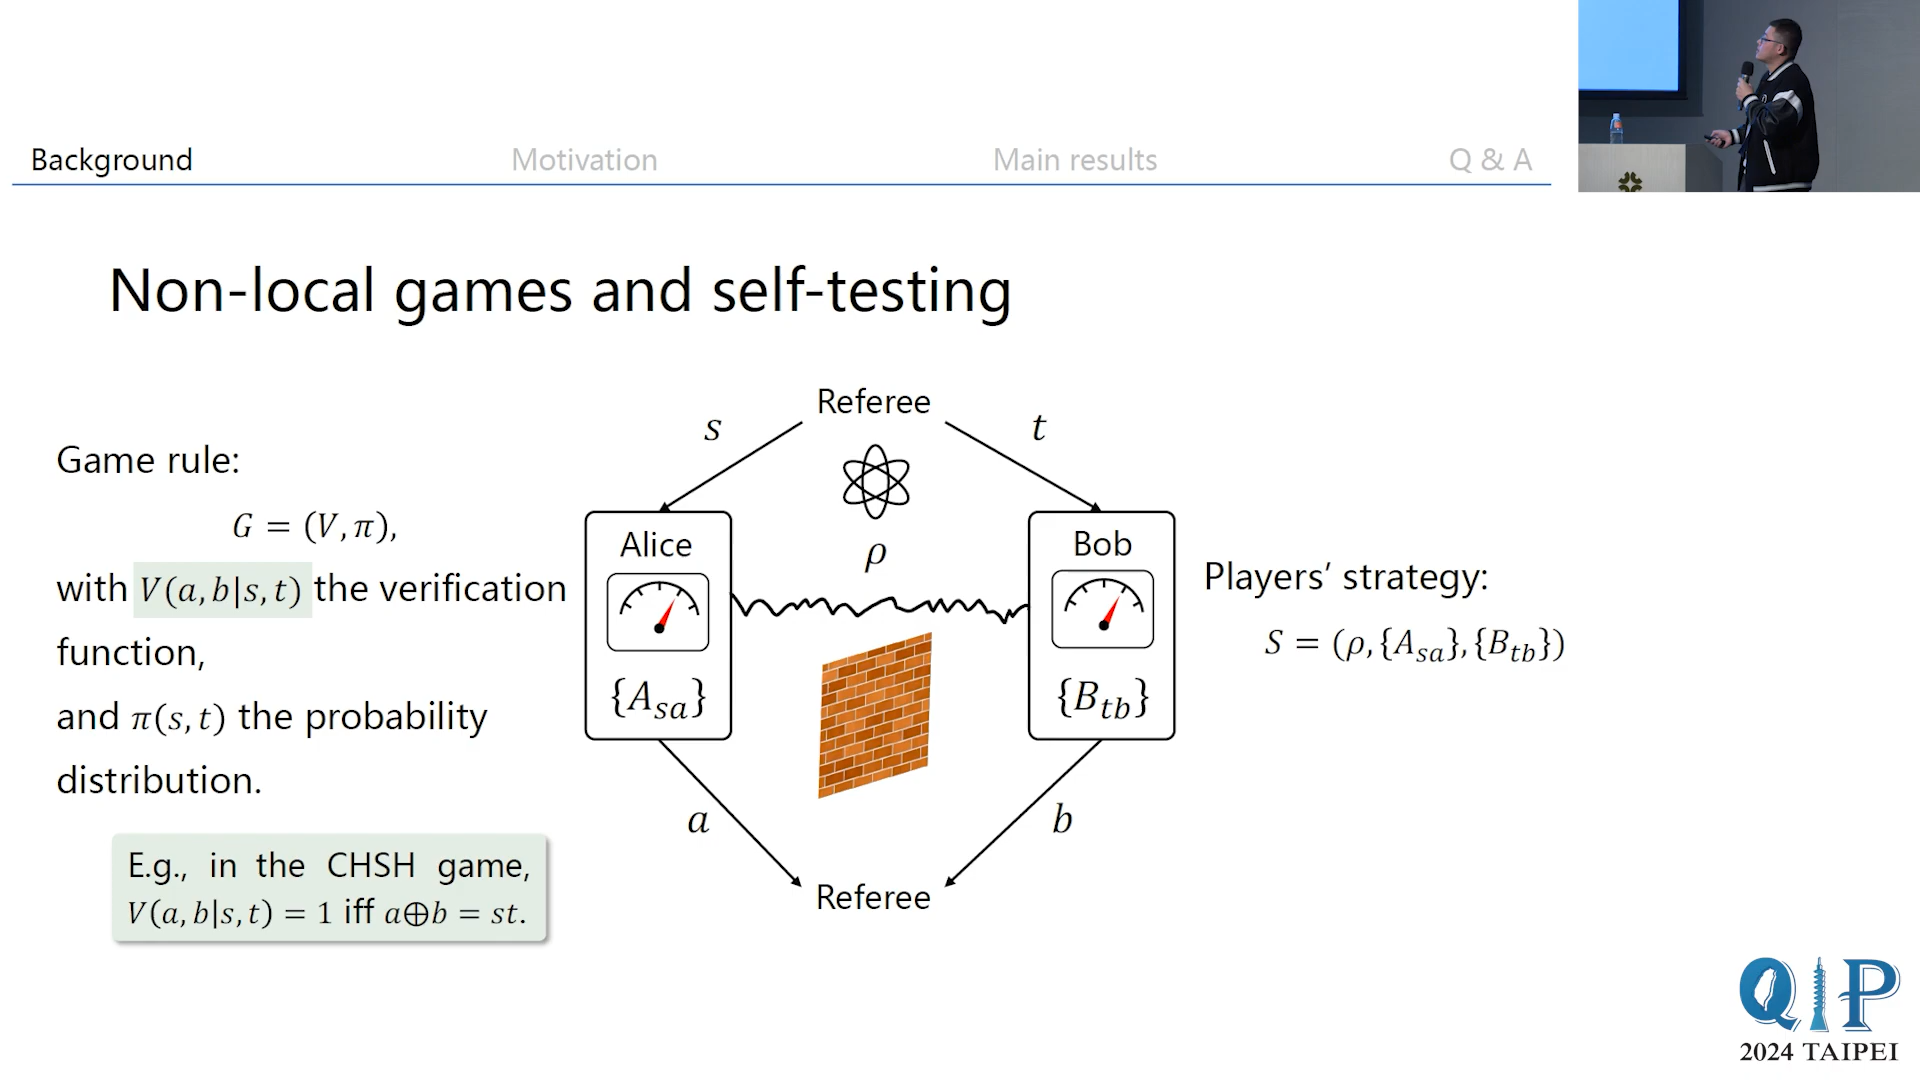 Background Motivation Main results Q & A
Non-local games and self-testing
Game rule:
G = (V, π),
with V(a, b|s, t) the verification
function,
and π(s, t) the probability
distribution.
E.g., in the CHSH game,
V(a, b|s, t) = 1 iff a⊕b = st.
Referee
s
t
ρ
Alice
{A_sa}
Bob
{B_tb}
a
b
Referee
Players’ strategy:
S = (ρ, {A_sa}, {B_tb})
QIP
2024 TAIPEI